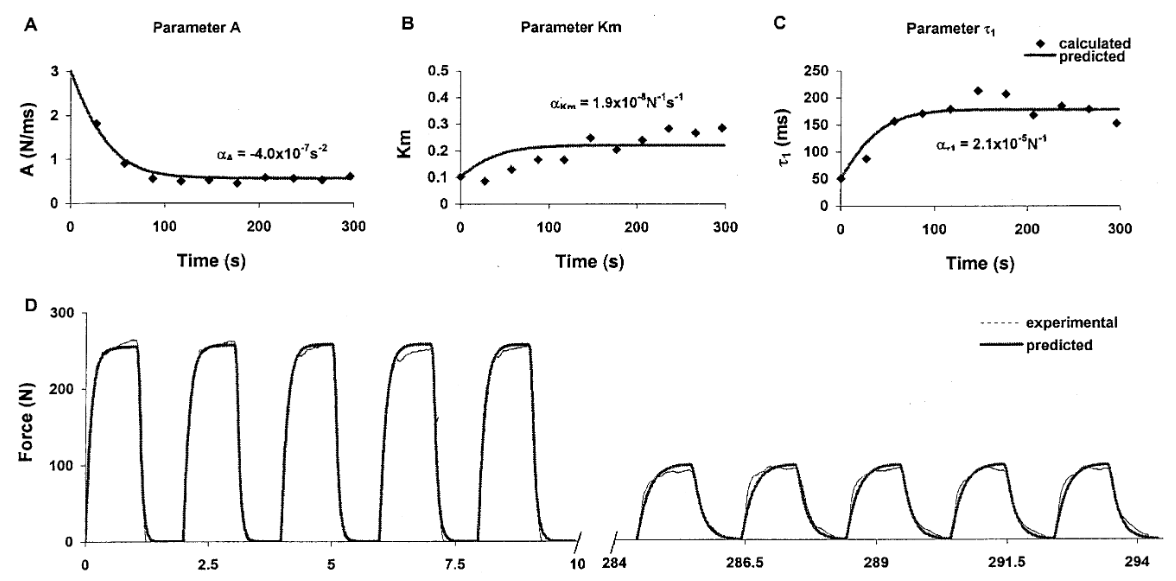 A
Parameter A
3
2
1
0
A (N/ms)
αA = -4.0x10⁻⁷s⁻²
0 100 200 300
Time (s)
B
Parameter Km
0.5
0.4
0.3
0.2
0.1
0
Km
αKm = 1.9x10⁻⁸N⁻¹s⁻¹
0 100 200 300
Time (s)
C
Parameter τ1
calculated
predicted
250
200
150
100
50
0
τ1 (ms)
ατ1 = 2.1x10⁻⁵N⁻¹
0 100 200 300
Time (s)
D
300
200
100
0
Force (N)
experimental
predicted
0 2.5 5 7.5 10 284 286.5 289 291.5 294